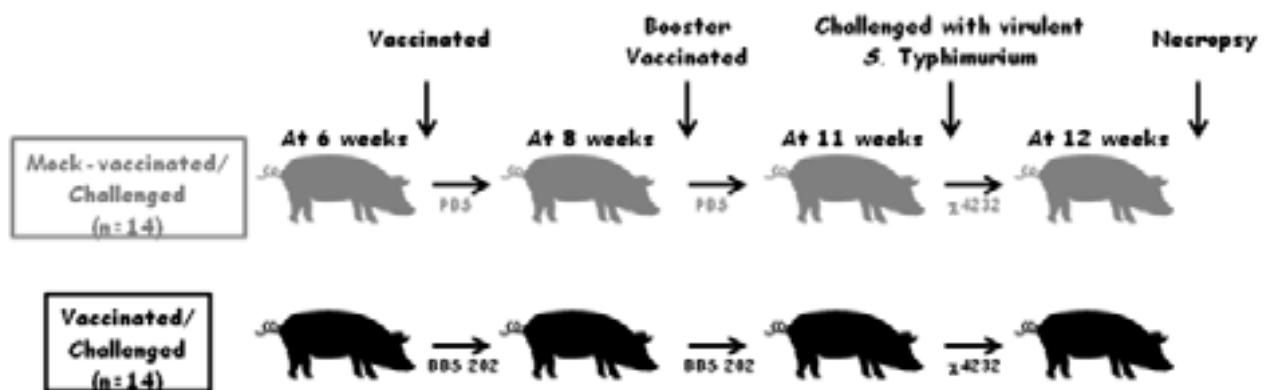 Vaccinated
Booster
Vaccinated
Challenged with virulent
S. Typhimurium
Necropsy
At 6 weeks
At 8 weeks
At 11 weeks
At 12 weeks
Mock-vaccinated/
Challenged
(n=14)
PBS
PBS
χ4232
Vaccinated/
Challenged
(n=14)
BBS 202
BBS 202
χ4232